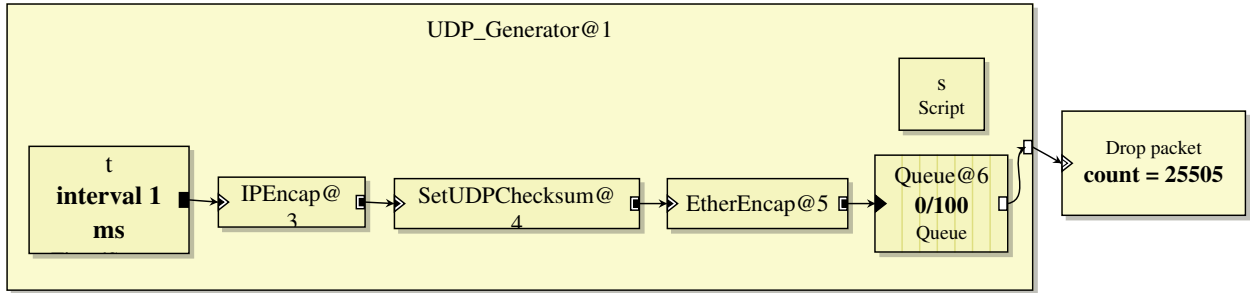 UDP_Generator@1
s
Script
t
interval 1
ms
IPEncap@
3
SetUDPChecksum@
4
EtherEncap@5
Queue@6
0/100
Queue
Drop packet
count = 25505